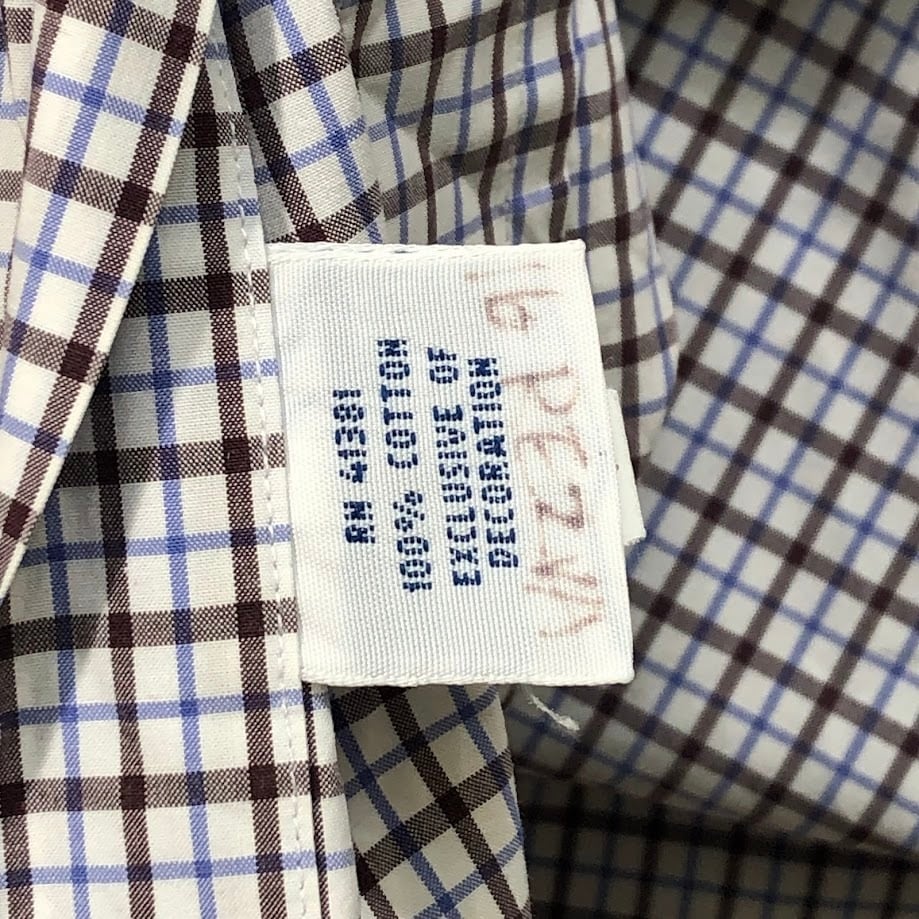 RN 41381
100% COTTON
EXCLUSIVE OF
DECORATION